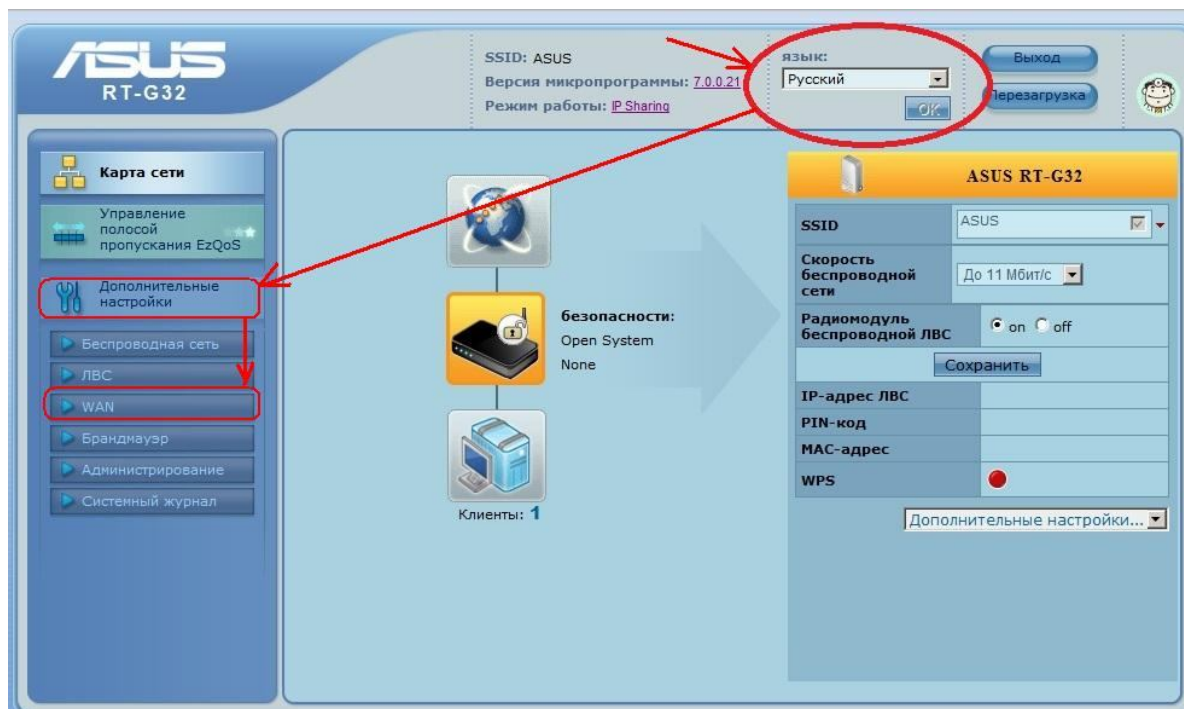 ASUS
RT-G32
SSID: ASUS
Версия микропрограммы: 7.0.0.21
Режим работы: IP Sharing
язык:
Русский
OK
Выход
Перезагрузка
Карта сети
Управление
полосой
пропускания EzQoS
Дополнительные
настройки
Беспроводная сеть
ЛВС
WAN
Брандмауэр
Администрирование
Системный журнал
безопасности:
Open System
None
Клиенты: 1
ASUS RT-G32
SSID ASUS
Скорость
беспроводной
сети
До 11 Мбит/с
Радиомодуль
беспроводной ЛВС
on off
Сохранить
IP-адрес ЛВС
PIN-код
MAC-адрес
WPS
Дополнительные настройки...